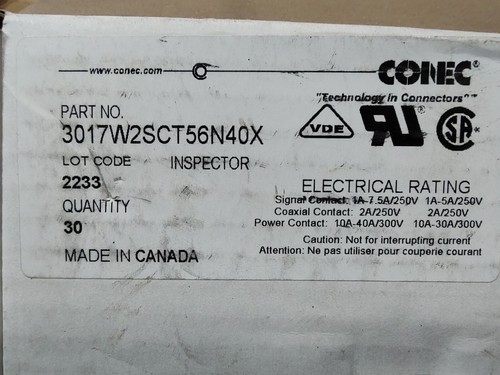 www.conec.com
CONEC
"Technology in Connectors"™
PART NO.
3017W2SCT56N40X
VDE
LOT CODE INSPECTOR
2233
ELECTRICAL RATING
QUANTITY
Signal Contact: 1A-7.5A/250V 1A-5A/250V
30
Coaxial Contact: 2A/250V 2A/250V
Power Contact: 10A-40A/300V 10A-30A/300V
Caution: Not for interrupting current
MADE IN CANADA
Attention: Ne pas utiliser pour couperie courant